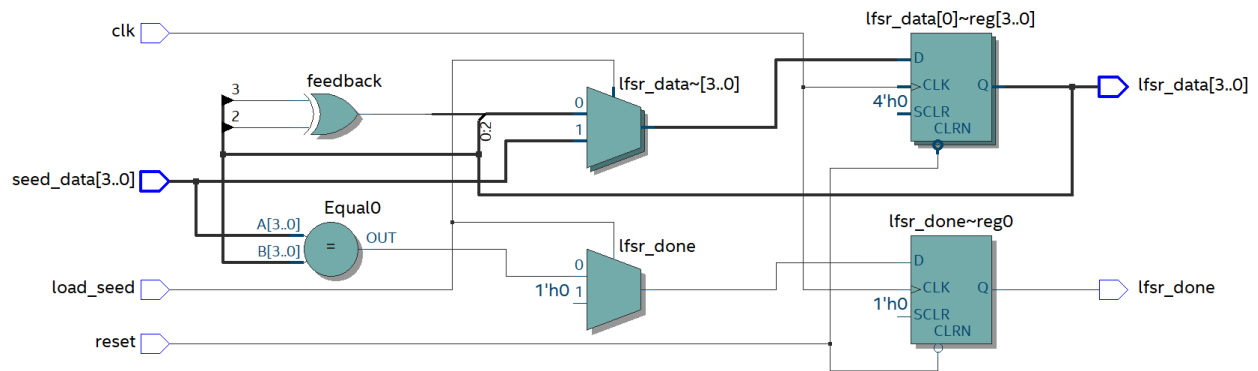 lfsr_data[0]~reg[3..0]
clk
feedback
lfsr_data~[3..0]
D
3
CLK
Q
lfsr_data[3..0]
2
0
4'h0
SCLR
0:2
1
CLRN
seed_data[3..0]
Equal0
A[3..0]
OUT
lfsr_done~reg0
B[3..0]
=
lfsr_done
D
0
load_seed
1'h0
1
CLK
Q
lfsr_done
1'h0
SCLR
CLRN
reset